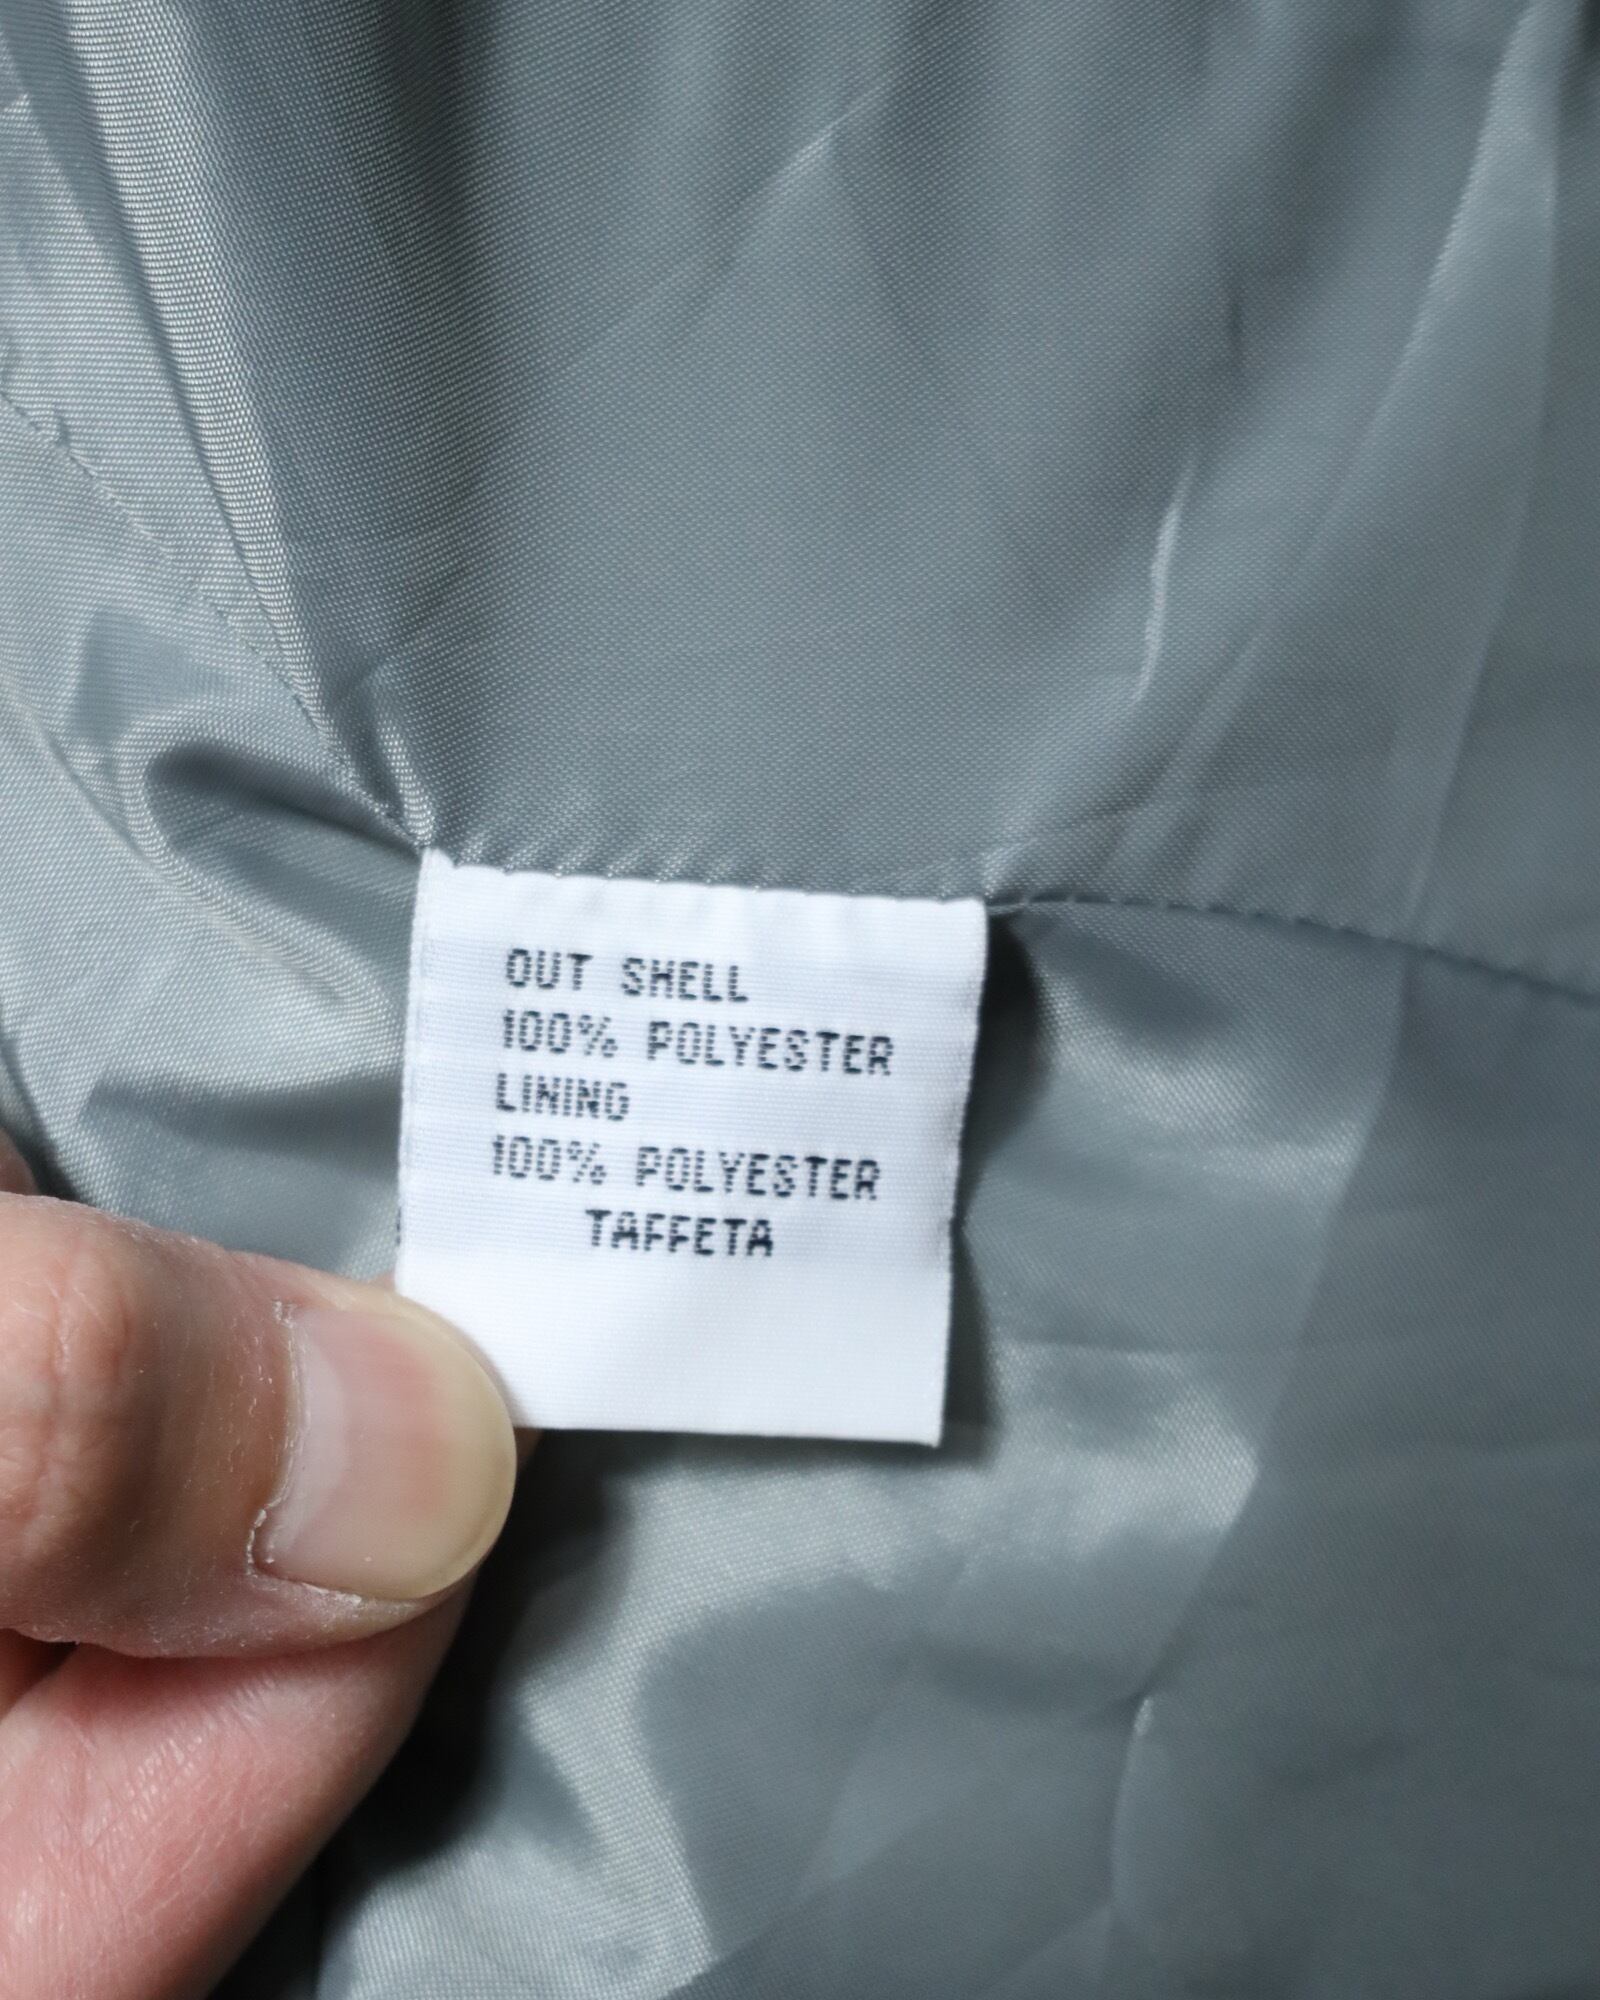 OUT SHELL
100% POLYESTER
LINING
100% POLYESTER
TAFFETA